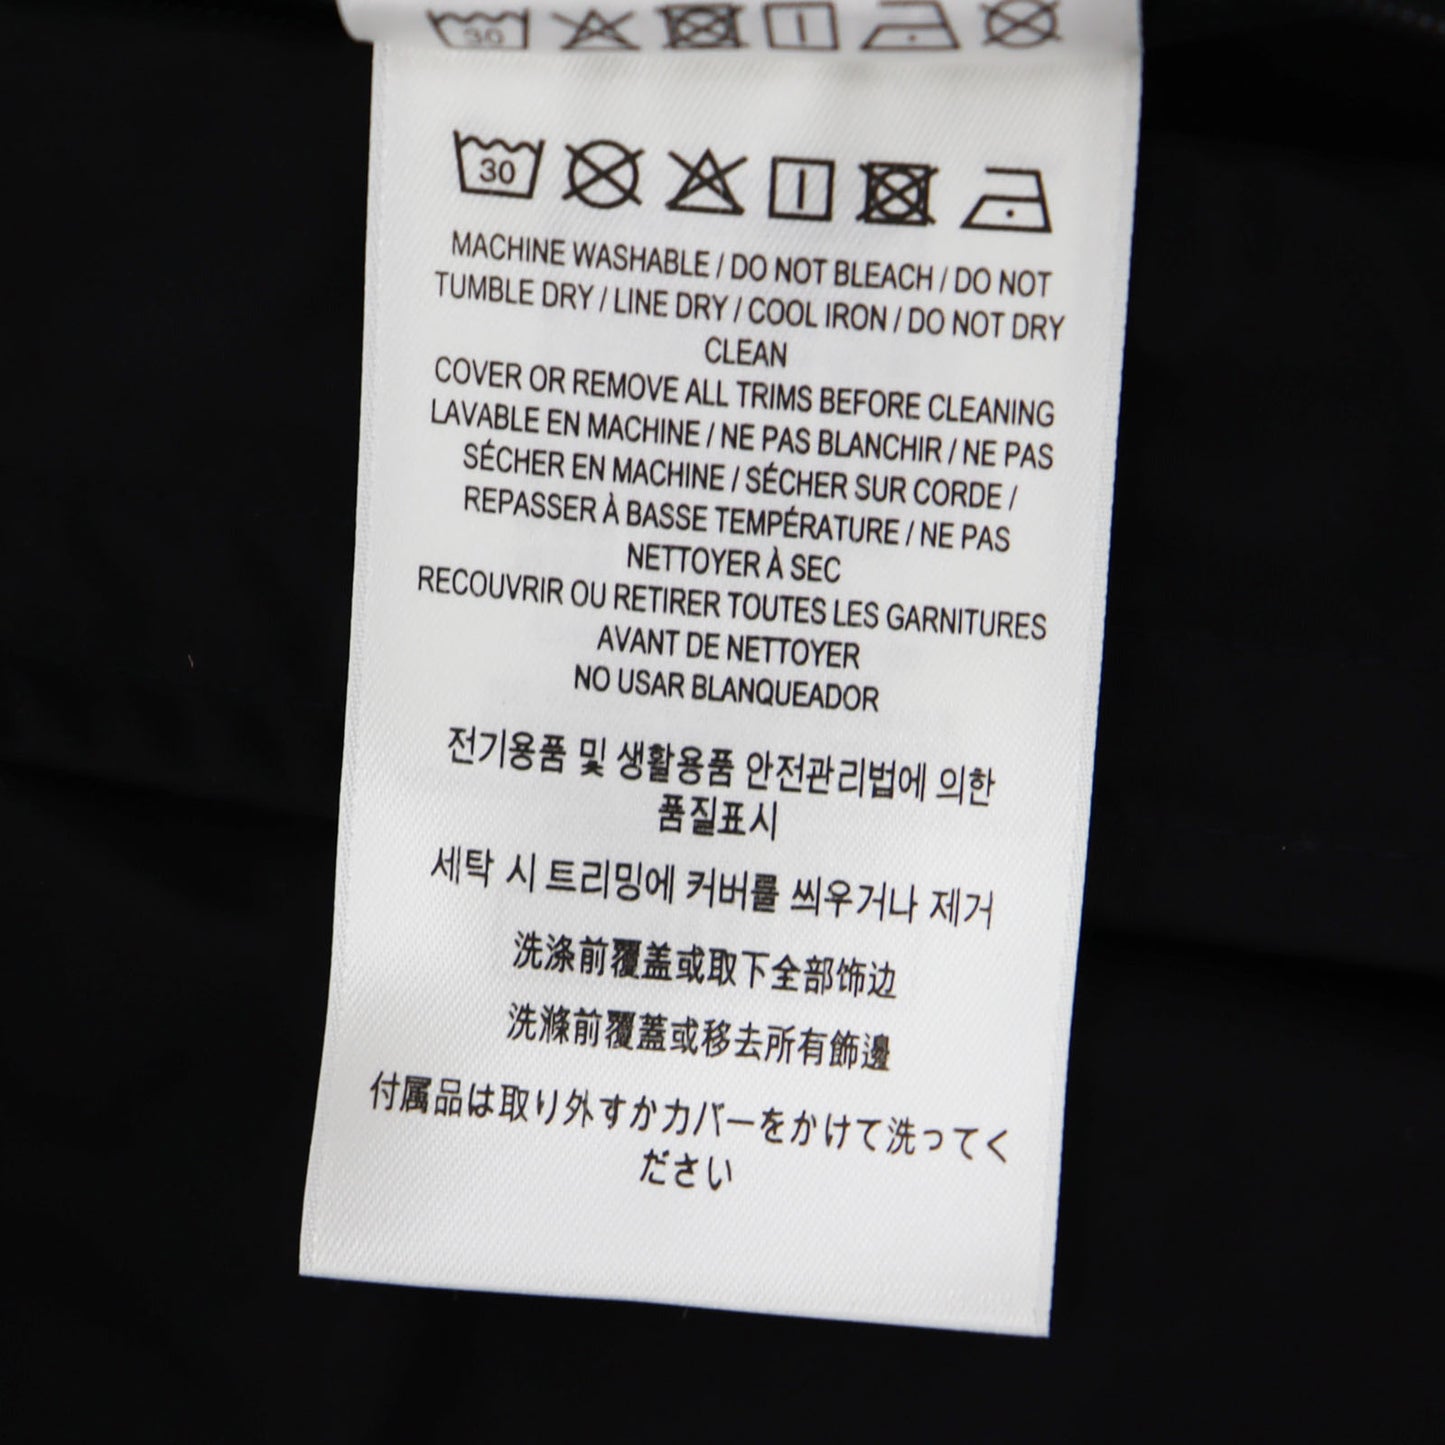 30
30
MACHINE WASHABLE / DO NOT BLEACH / DO NOT
TUMBLE DRY / LINE DRY / COOL IRON / DO NOT DRY
CLEAN
COVER OR REMOVE ALL TRIMS BEFORE CLEANING
LAVABLE EN MACHINE / NE PAS BLANCHIR / NE PAS
SÉCHER EN MACHINE / SÉCHER SUR CORDE /
REPASSER À BASSE TEMPÉRATURE / NE PAS
NETTOYER À SEC
RECOUVRIR OU RETIRER TOUTES LES GARNITURES
AVANT DE NETTOYER
NO USAR BLANQUEADOR
전기용품 및 생활용품 안전관리법에 의한
품질표시
세탁 시 트리밍에 커버를 씌우거나 제거
洗涤前覆盖或取下全部饰边
洗滌前覆蓋或移去所有飾邊
付属品は取り外すかカバーをかけて洗ってく
ださい